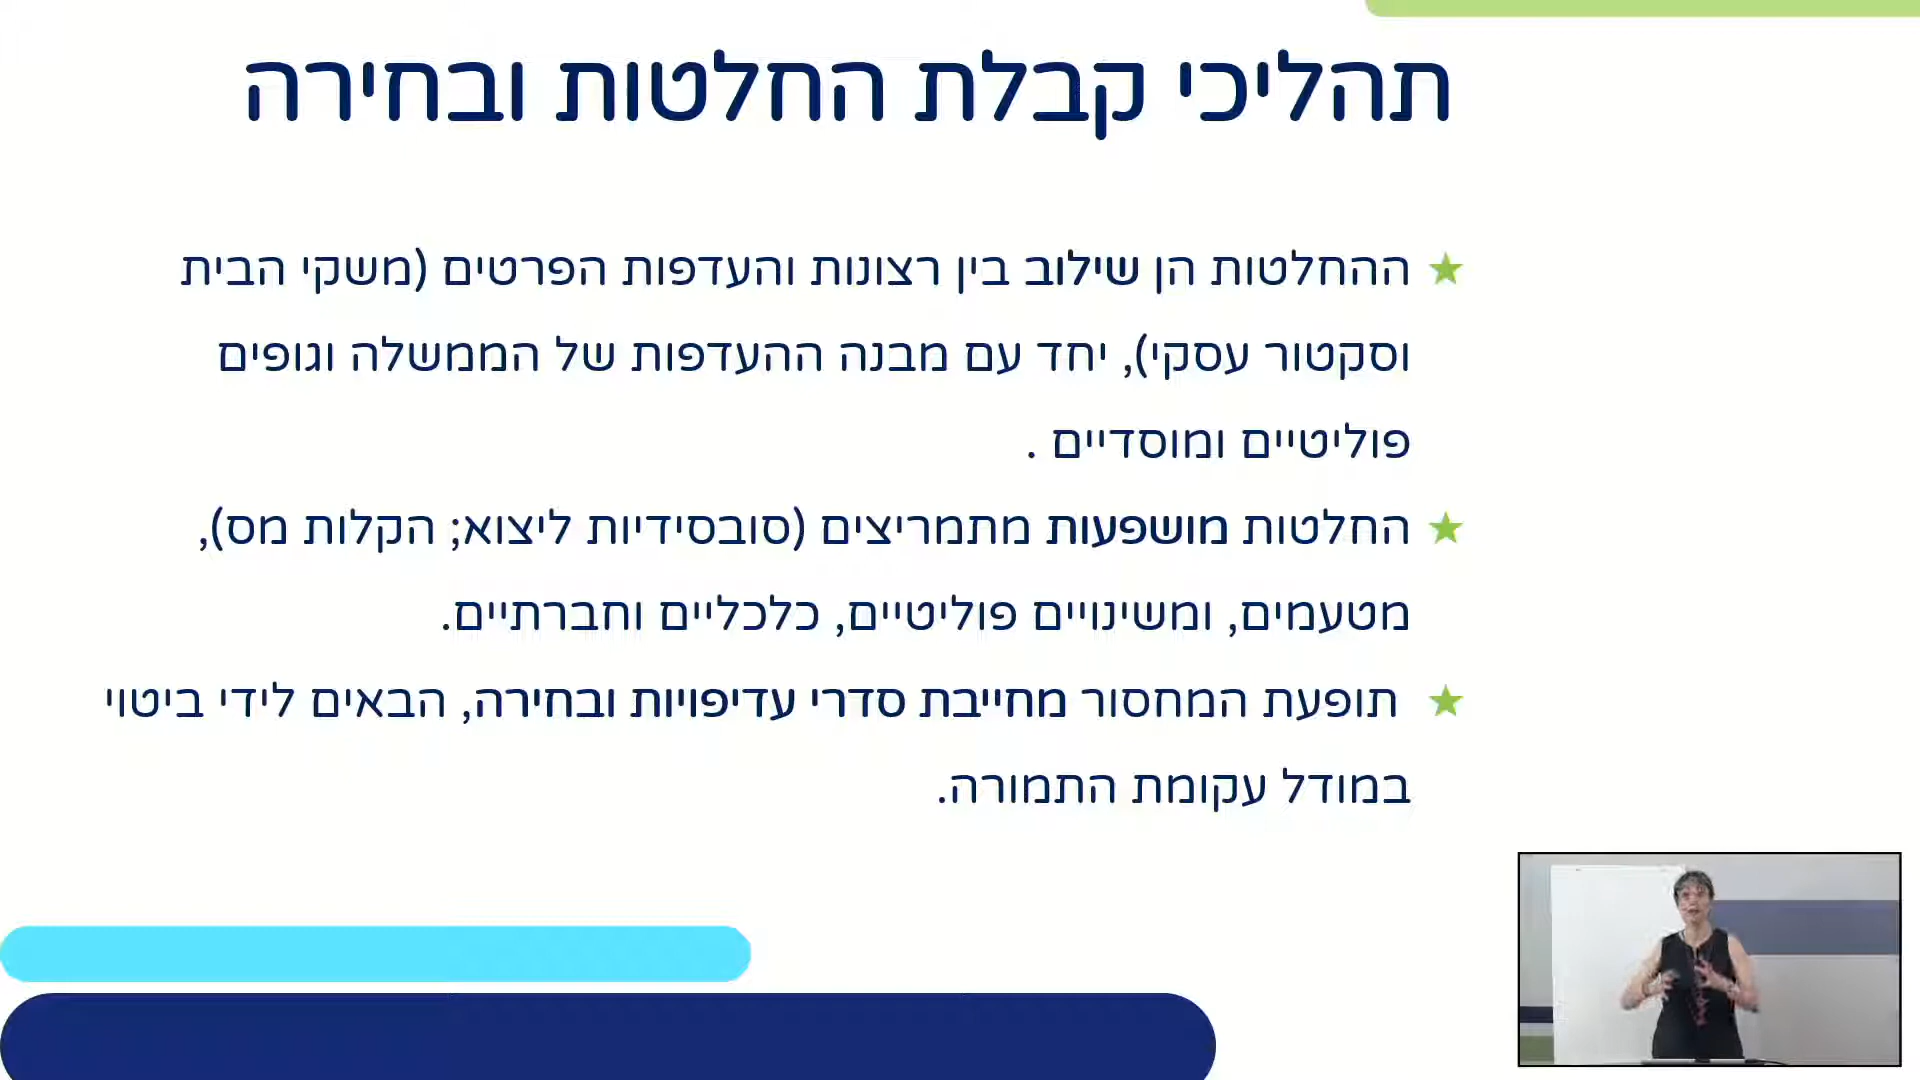 תהליכי קבלת החלטות ובחירה
ההחלטות הן שילוב בין רצונות והעדפות הפרטים (משקי הבית
וסקטור עסקי), יחד עם מבנה ההעדפות של הממשלה וגופים
פוליטיים ומוסדיים .
החלטות מושפעות מתמריצים (סובסידיות ליצוא; הקלות מס),
מטעמים, ומשינויים פוליטיים, כלכליים וחברתיים.
תופעת המחסור מחייבת סדרי עדיפויות ובחירה, הבאים לידי ביטוי
במודל עקומת התמורה.